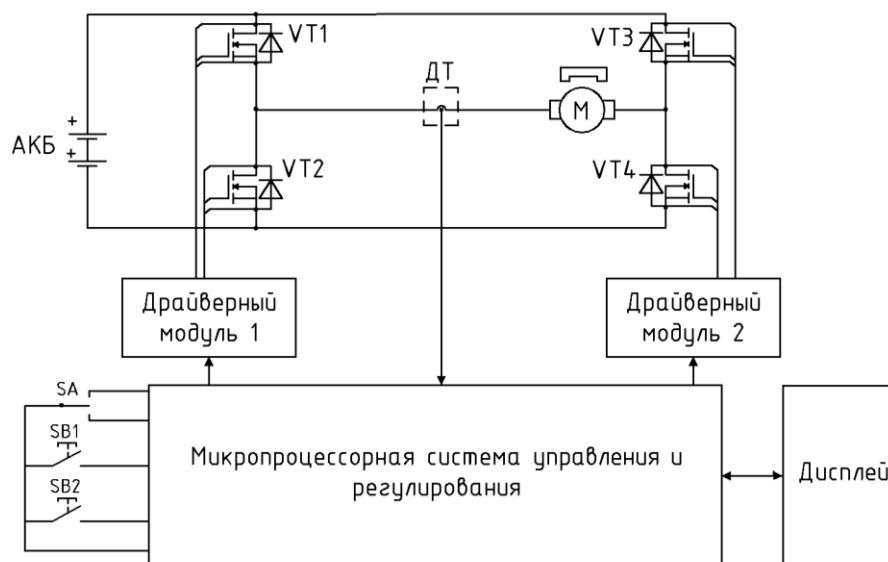 VT1
VT3
ДТ
М
+
АКБ
+
VT2
VT4
Драйверный
модуль 1
Драйверный
модуль 2
SA
SB1
SB2
Микропроцессорная система управления и
регулирования
Дисплей